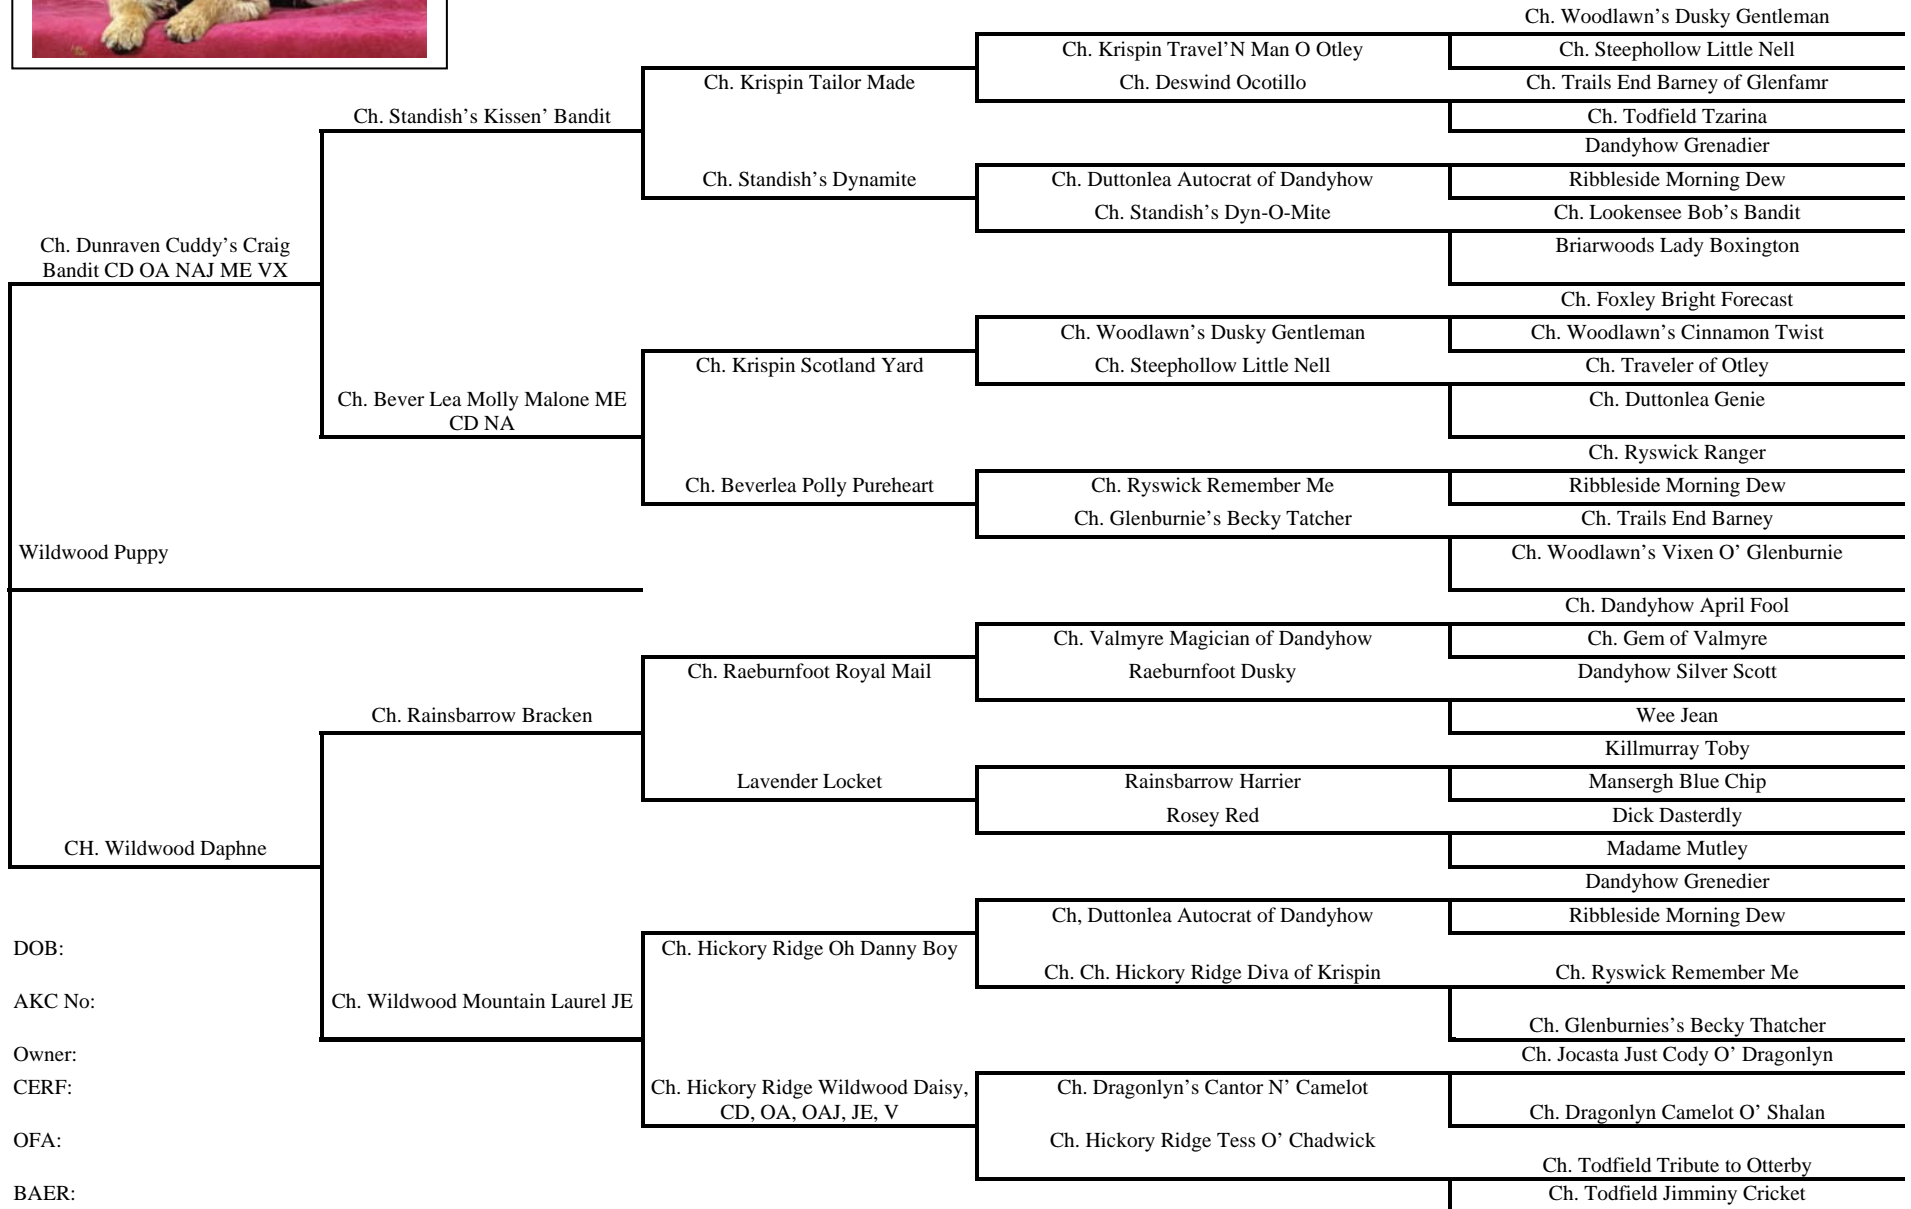 Ch. Woodlawn's Dusky Gentleman
Ch. Krispin Travel'N Man O Otley
Ch. Steephollow Little Nell
Ch. Krispin Tailor Made
Ch. Deswind Ocotillo
Ch. Trails End Barney of Glenfamr
Ch. Standish's Kissen' Bandit
Ch. Todfield Tzarina
Dandyhow Grenadier
Ch. Standish's Dynamite
Ch. Duttonlea Autocrat of Dandyhow
Ribbleside Morning Dew
Ch. Standish's Dyn-O-Mite
Ch. Lookensee Bob's Bandit
Ch. Dunraven Cuddy's Craig
Bandit CD OA NAJ ME VX
Briarwoods Lady Boxington
Ch. Foxley Bright Forecast
Ch. Woodlawn's Dusky Gentleman
Ch. Woodlawn's Cinnamon Twist
Ch. Krispin Scotland Yard
Ch. Steephollow Little Nell
Ch. Traveler of Otley
Ch. Bever Lea Molly Malone ME
CD NA
Ch. Duttonlea Genie
Ch. Ryswick Ranger
Ch. Beverlea Polly Pureheart
Ch. Ryswick Remember Me
Ribbleside Morning Dew
Ch. Glenburnie's Becky Tatcher
Ch. Trails End Barney
Wildwood Puppy
Ch. Woodlawn's Vixen O' Glenburnie
Ch. Dandyhow April Fool
Ch. Valmyre Magician of Dandyhow
Ch. Gem of Valmyre
Ch. Raeburnfoot Royal Mail
Raeburnfoot Dusky
Dandyhow Silver Scott
Ch. Rainsbarrow Bracken
Wee Jean
Killmurray Toby
Lavender Locket
Rainsbarrow Harrier
Mansergh Blue Chip
Rosey Red
Dick Dasterdly
CH. Wildwood Daphne
Madame Mutley
Dandyhow Grenedier
Ch, Duttonlea Autocrat of Dandyhow
Ribbleside Morning Dew
DOB:
Ch. Hickory Ridge Oh Danny Boy
Ch. Ch. Hickory Ridge Diva of Krispin
Ch. Ryswick Remember Me
AKC No:
Ch. Wildwood Mountain Laurel JE
Ch. Glenburnies's Becky Thatcher
Owner:
Ch. Jocasta Just Cody O' Dragonlyn
CERF:
Ch. Hickory Ridge Wildwood Daisy,
CD, OA, OAJ, JE, V
Ch. Dragonlyn's Cantor N' Camelot
Ch. Dragonlyn Camelot O' Shalan
OFA:
Ch. Hickory Ridge Tess O' Chadwick
Ch. Todfield Tribute to Otterby
BAER:
Ch. Todfield Jimminy Cricket